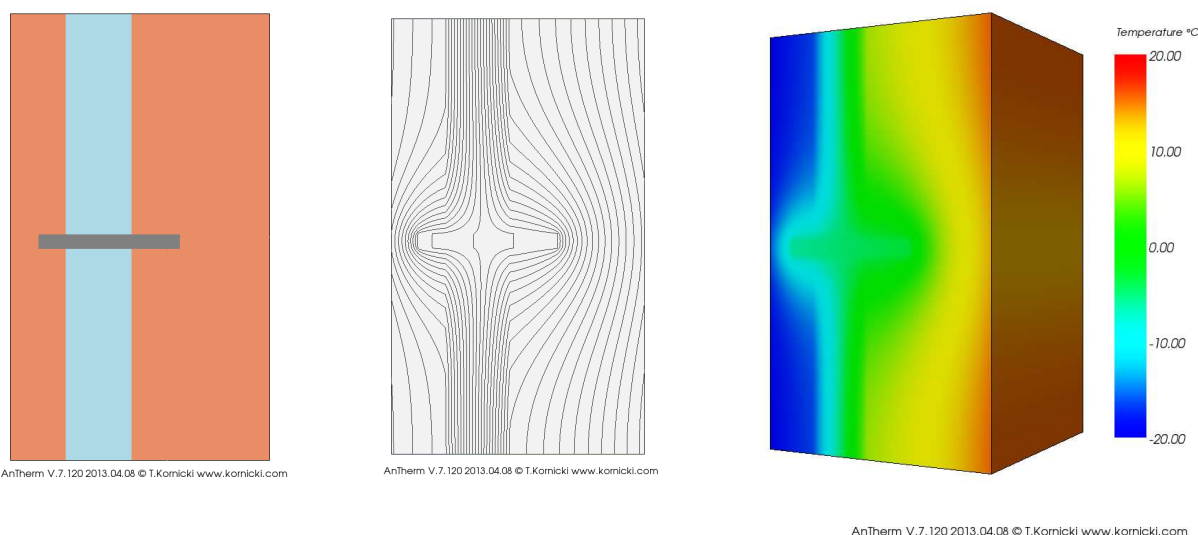 Temperature °C
20.00
10.00
0.00
-10.00
-20.00
AnTherm V.7.120 2013.04.08 © T.Kornicki www.kornicki.com
AnTherm V.7.120 2013.04.08 © T.Kornicki www.kornicki.com
AnTherm V.7.120 2013.04.08 © T.Kornicki www.kornicki.com